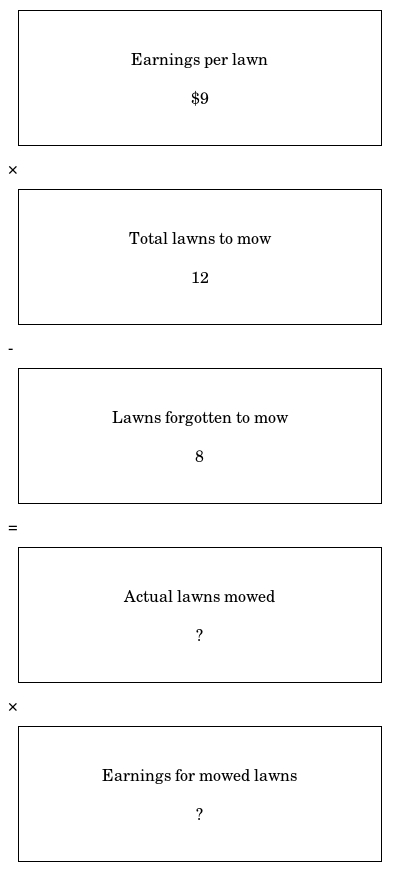 Earnings per lawn
$9
×
Total lawns to mow
12
-
Lawns forgotten to mow
8
=
Actual lawns mowed
?
×
Earnings for mowed lawns
?